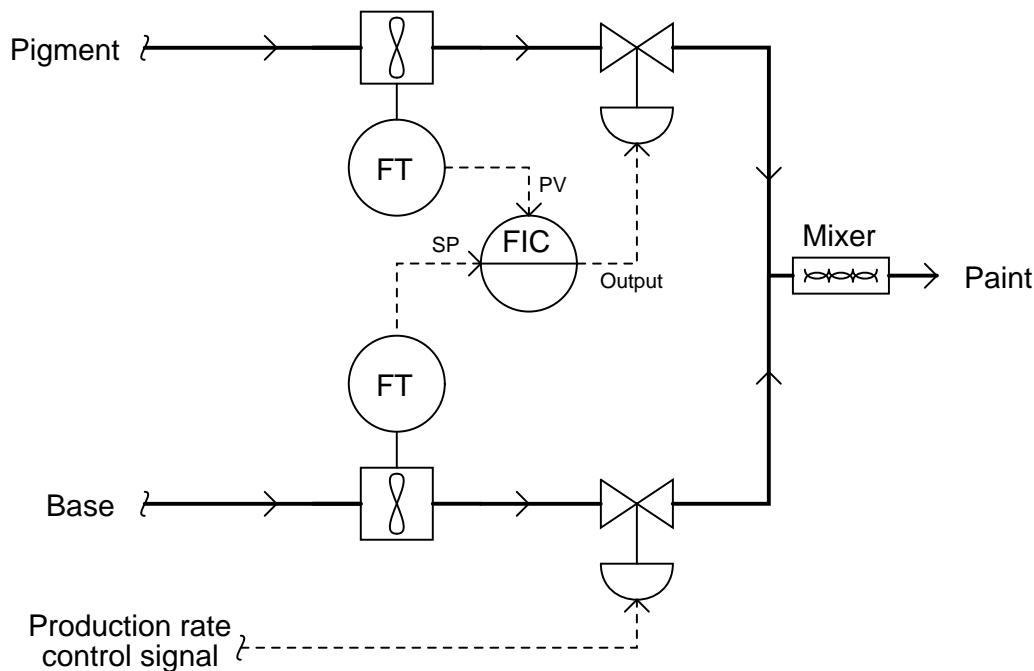 Pigment
FT
PV
SP
FIC
Output
Mixer
Paint
FT
Base
Production rate
control signal